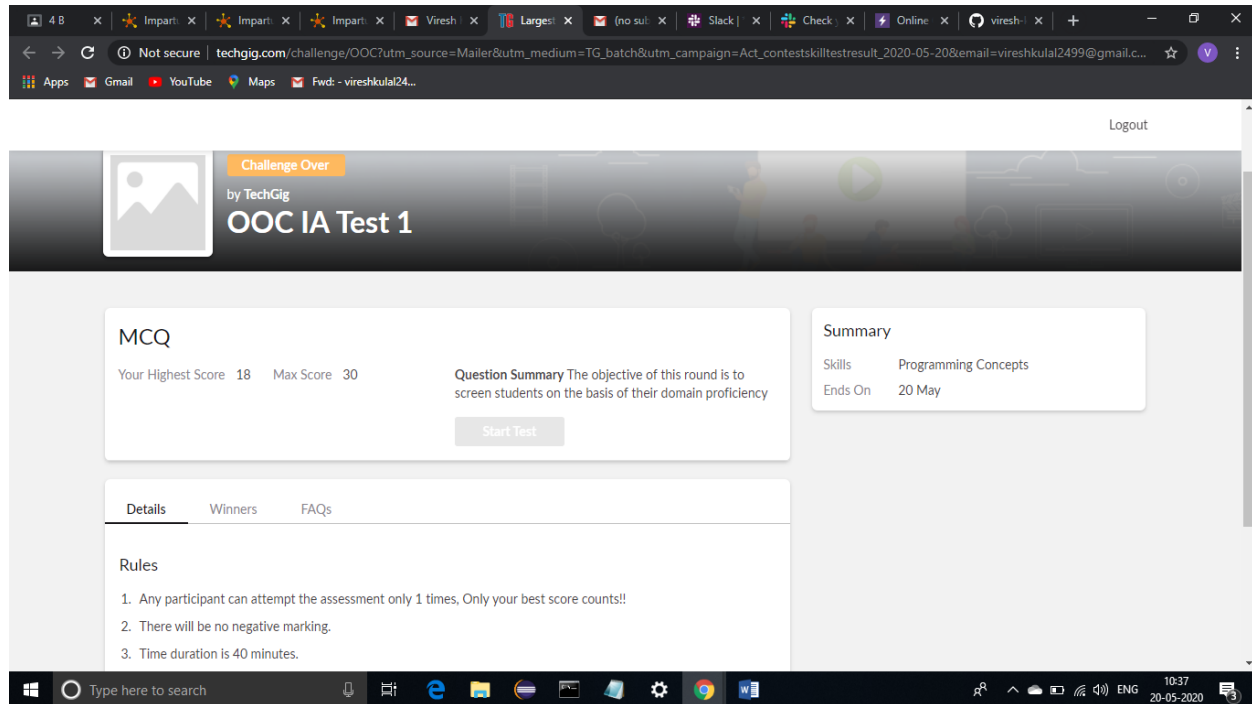 4 B
Impart
Impart
Impart
Viresh
Largest
(no sub
Slack |
Check
Online
viresh-
Not secure | techgig.com/challenge/OOC?utm_source=Mailer&utm_medium=TG_batch&utm_campaign=Act_contestskilltestresult_2020-05-20&email=vireshkulal2499@gmail.c...
V
Apps
Gmail
YouTube
Maps
Fwd: - vireshkulal24...
Logout
Challenge Over
by TechGig
OOC IA Test 1
MCQ
Your Highest Score 18 Max Score 30
Question Summary The objective of this round is to
screen students on the basis of their domain proficiency
Start Test
Summary
Skills Programming Concepts
Ends On 20 May
Details Winners FAQs
Rules
1. Any participant can attempt the assessment only 1 times, Only your best score counts!!
2. There will be no negative marking.
3. Time duration is 40 minutes.
Type here to search
ENG
10:37
20-05-2020
3